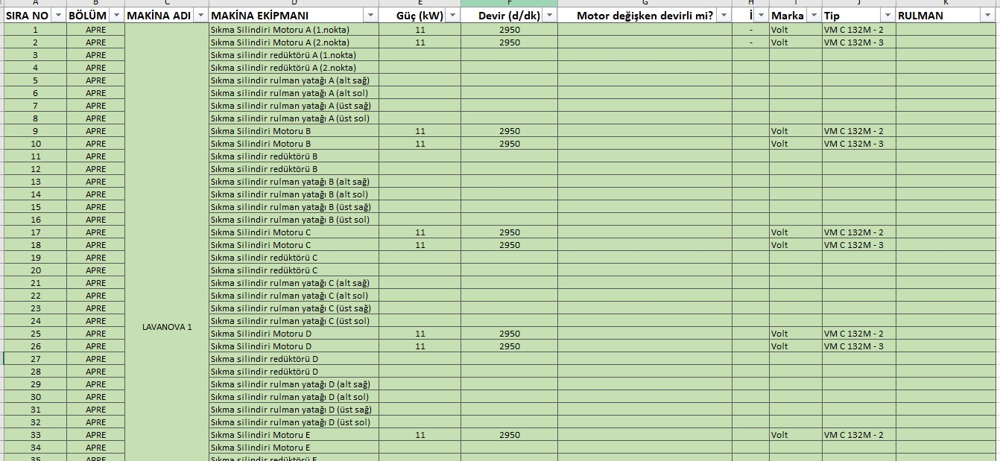 A B C D E F G H I J K
SIRA NO BÖLÜM MAKİNA ADI MAKİNA EKİPMANI Güç (kW) Devir (d/dk) Motor değişken devirli mi? İ Marka Tip RULMAN
1 APRE Sıkma Silindiri Motoru A (1.nokta) 11 2950 - Volt VM C 132M - 2
2 APRE Sıkma Silindiri Motoru A (2.nokta) 11 2950 - Volt VM C 132M - 3
3 APRE Sıkma silindir redüktörü A (1.nokta)
4 APRE Sıkma silindir redüktörü A (2.nokta)
5 APRE Sıkma silindir rulman yatağı A (alt sağ)
6 APRE Sıkma silindir rulman yatağı A (alt sol)
7 APRE Sıkma silindir rulman yatağı A (üst sağ)
8 APRE Sıkma silindir rulman yatağı A (üst sol)
9 APRE Sıkma Silindiri Motoru B 11 2950 Volt VM C 132M - 2
10 APRE Sıkma Silindiri Motoru B 11 2950 Volt VM C 132M - 3
11 APRE Sıkma silindir redüktörü B
12 APRE Sıkma silindir redüktörü B
13 APRE Sıkma silindir rulman yatağı B (alt sağ)
14 APRE Sıkma silindir rulman yatağı B (alt sol)
15 APRE Sıkma silindir rulman yatağı B (üst sağ)
16 APRE Sıkma silindir rulman yatağı B (üst sol)
17 APRE Sıkma Silindiri Motoru C 11 2950 Volt VM C 132M - 2
18 APRE Sıkma Silindiri Motoru C 11 2950 Volt VM C 132M - 3
19 APRE Sıkma silindir redüktörü C
20 APRE Sıkma silindir redüktörü C
21 APRE Sıkma silindir rulman yatağı C (alt sağ)
22 APRE Sıkma silindir rulman yatağı C (alt sol)
23 APRE Sıkma silindir rulman yatağı C (üst sağ)
24 APRE Sıkma silindir rulman yatağı C (üst sol)
LAVANOVA 1
25 APRE Sıkma Silindiri Motoru D 11 2950 Volt VM C 132M - 2
26 APRE Sıkma Silindiri Motoru D 11 2950 Volt VM C 132M - 3
27 APRE Sıkma silindir redüktörü D
28 APRE Sıkma silindir redüktörü D
29 APRE Sıkma silindir rulman yatağı D (alt sağ)
30 APRE Sıkma silindir rulman yatağı D (alt sol)
31 APRE Sıkma silindir rulman yatağı D (üst sağ)
32 APRE Sıkma silindir rulman yatağı D (üst sol)
33 APRE Sıkma Silindiri Motoru E 11 2950 Volt VM C 132M - 2
34 APRE Sıkma Silindiri Motoru E
35 APRE Sıkma silindir redüktörü E